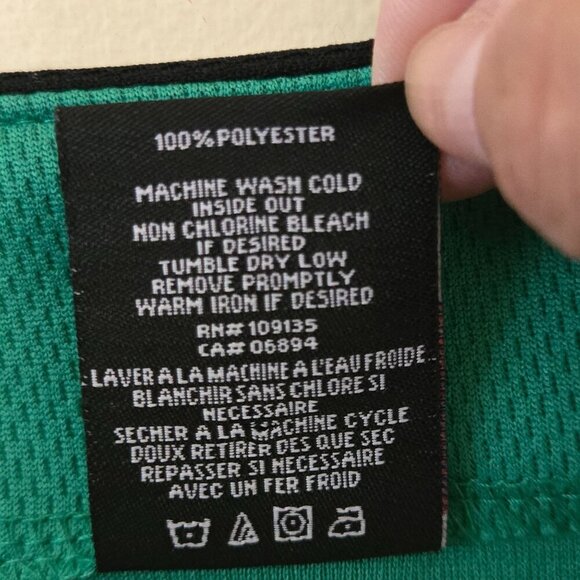 100% POLYESTER
MACHINE WASH COLD
INSIDE OUT
NON CHLORINE BLEACH
IF DESIRED
TUMBLE DRY LOW
REMOVE PROMPTLY
WARM IRON IF DESIRED
RN# 109135
CA# 06894
LAVER A LA MACHINE A L'EAU FROIDE
BLANCHIR SANS CHLORE SI
NECESSAIRE
SECHER A LA MACHINE CYCLE
DOUX RETIRER DES QUE SEC
REPASSER SI NECESSAIRE
AVEC UN FER FROID